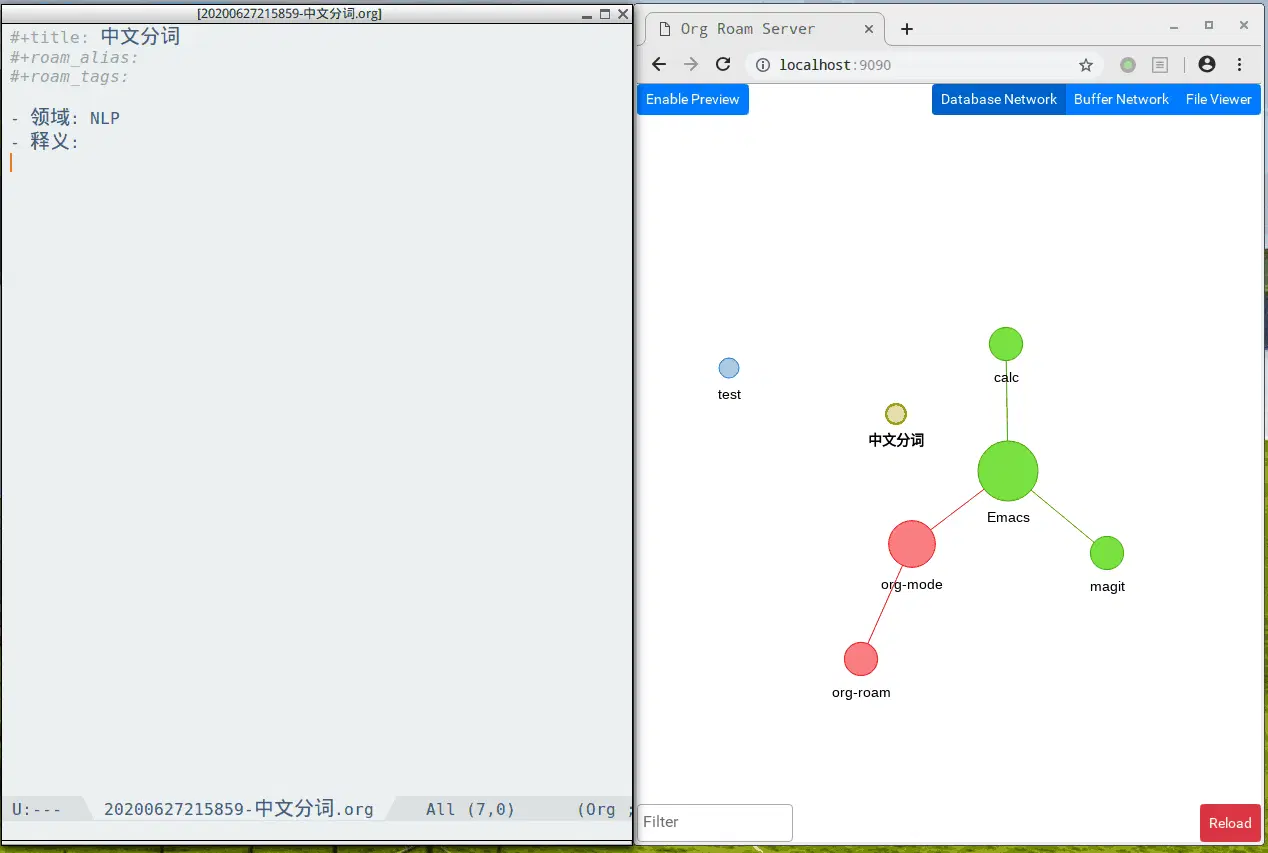 [20200627215859-中文分词.org]
#+title: 中文分词
#+roam_alias:
#+roam_tags:
- 领域: NLP
- 释义:
U:--- 20200627215859-中文分词.org All (7,0) (Org ;
Org Roam Server
localhost:9090
Enable Preview Database Network Buffer Network File Viewer
calc
test
中文分词
Emacs
org-mode
magit
org-roam
Filter
Reload